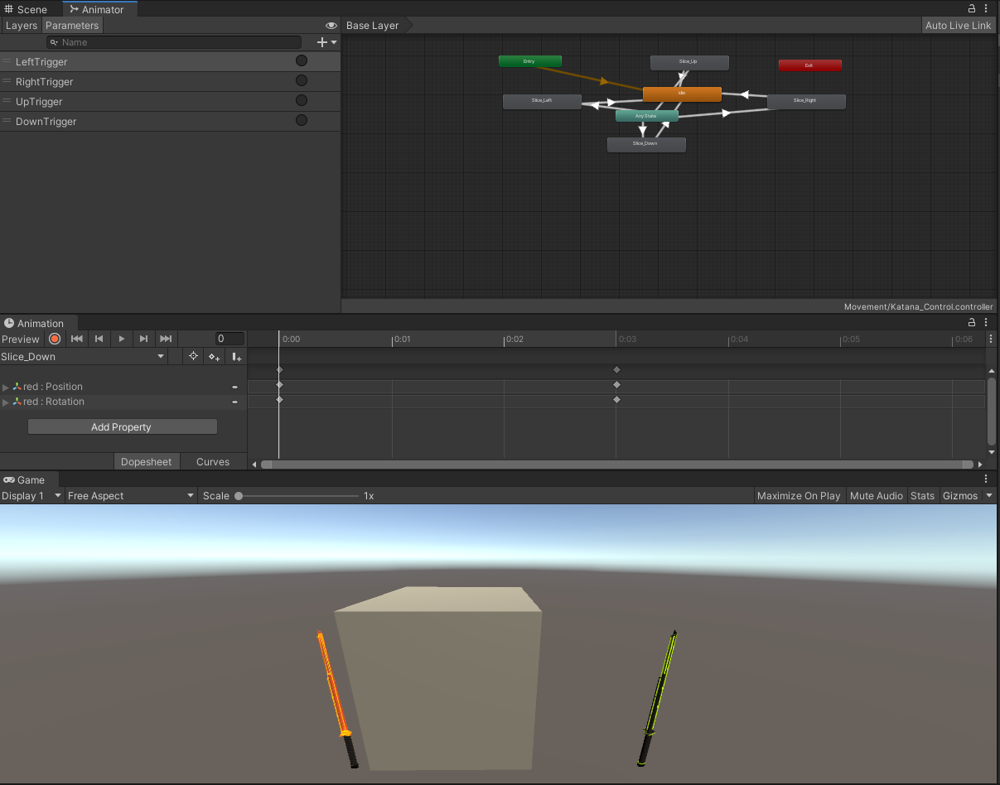 Scene Animator
Layers Parameters Base Layer Auto Live Link
Name
LeftTrigger
RightTrigger
UpTrigger
DownTrigger
Entry Slice_Up Exit
Idle
Slice_Left Slice_Right
Any State
Slice_Down
Movement/Katana_Control.controller
Animation
Preview 0 0:00 0:01 0:02 0:03 0:04 0:05 0:06
Slice_Down
red : Position
red : Rotation
Add Property
Dopesheet Curves
Game
Display 1 Free Aspect Scale 1x Maximize On Play Mute Audio Stats Gizmos